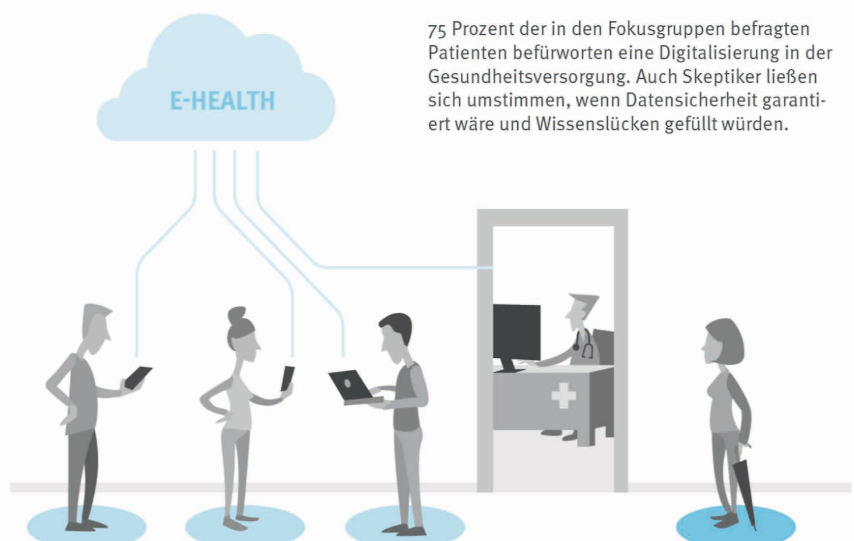 75 Prozent der in den Fokusgruppen befragten
Patienten befürworten eine Digitalisierung in der
Gesundheitsversorgung. Auch Skeptiker ließen
sich umstimmen, wenn Datensicherheit garanti-
ert wäre und Wissenslücken gefüllt würden.
E-HEALTH